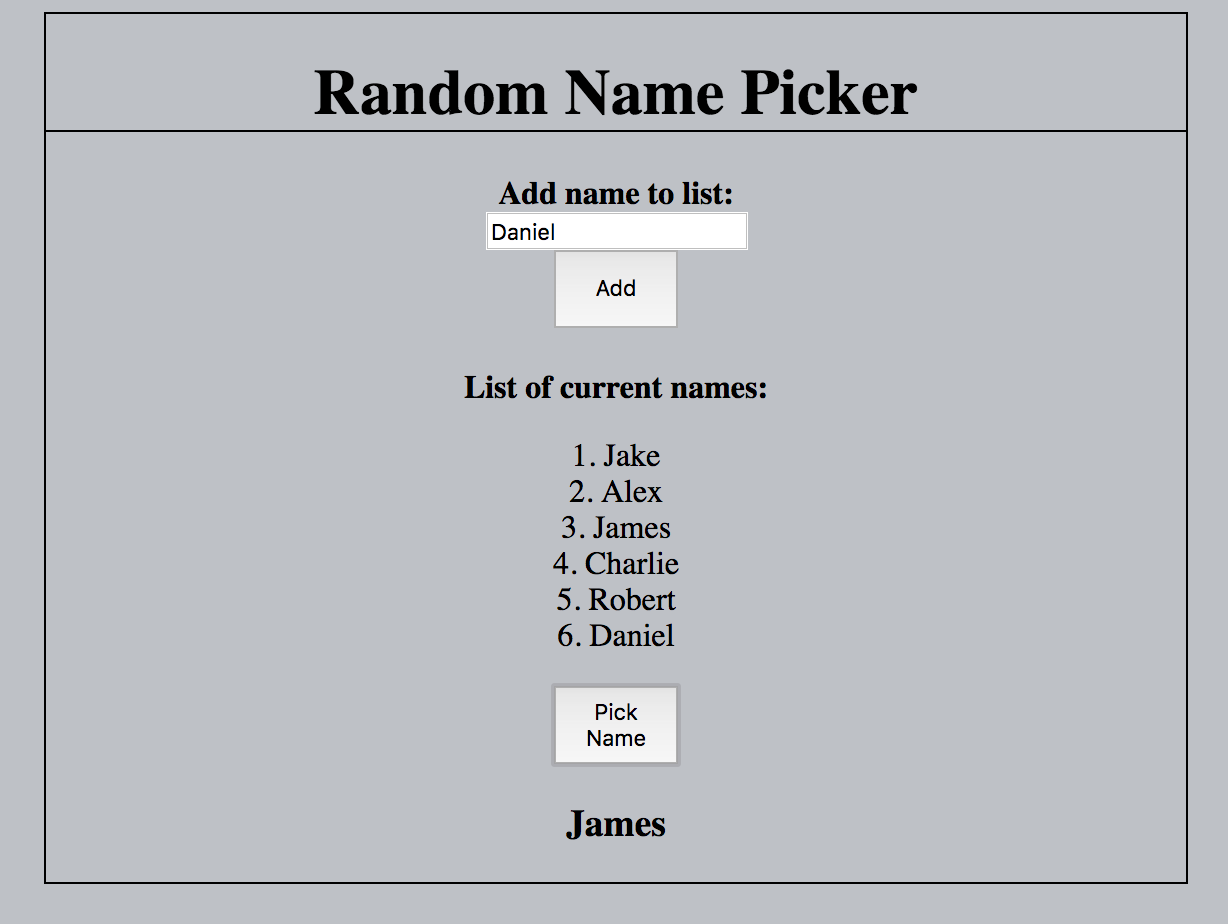 Random Name Picker
Add name to list:
Daniel
Add
List of current names:
1. Jake
2. Alex
3. James
4. Charlie
5. Robert
6. Daniel
Pick
Name
James